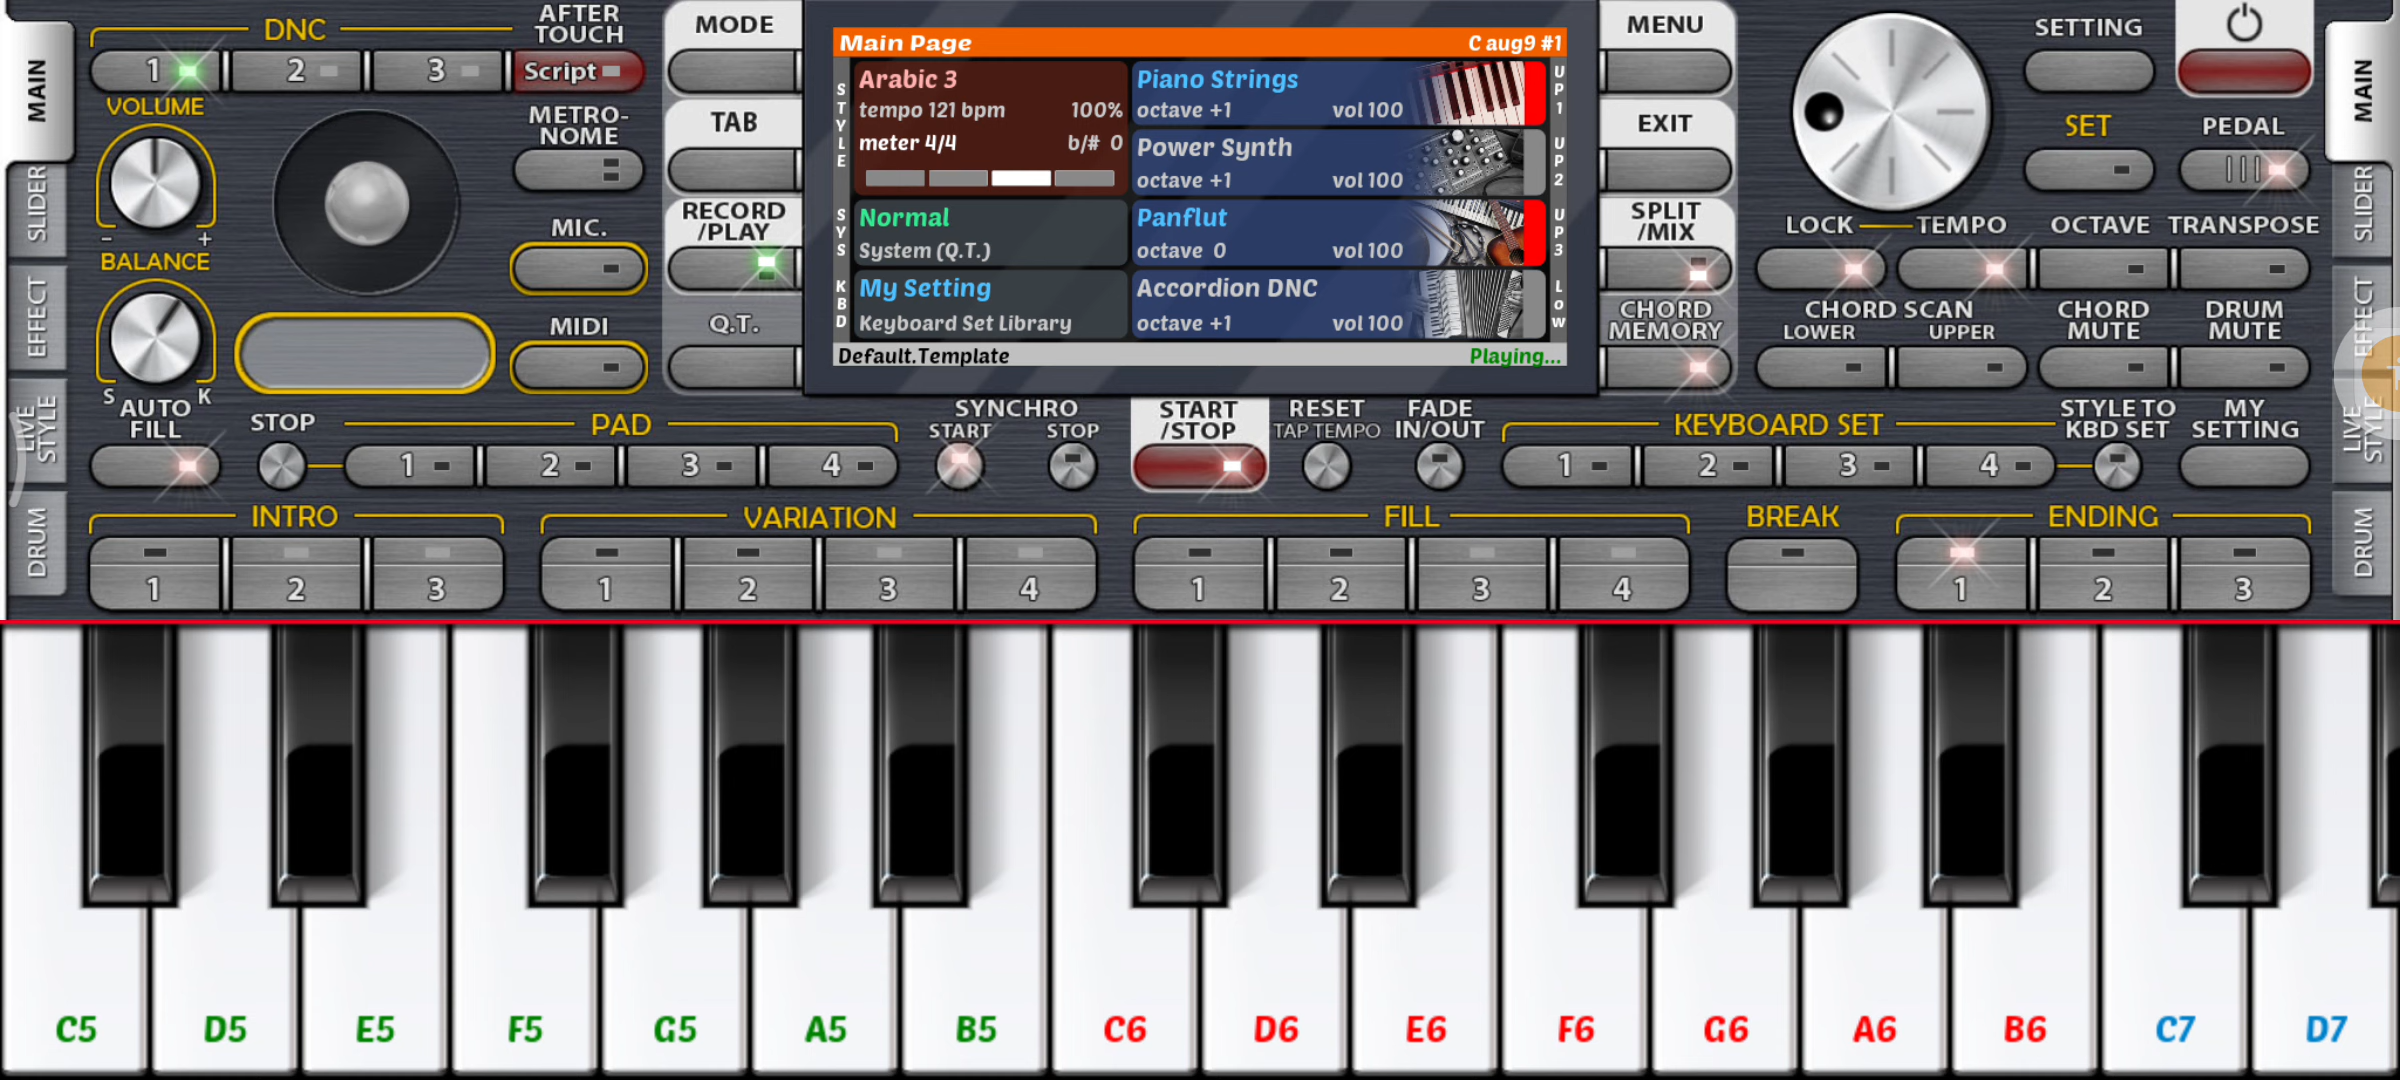 MAIN
SLIDER
EFFECT
LIVE STYLE
DRUM
DNC
1 2 3
AFTER TOUCH
Script
VOLUME
- +
BALANCE
S K
METRO-NOME
MIC.
MIDI
MODE
TAB
RECORD /PLAY
Q.T.
Main Page C aug9 #1
STYLE
Arabic 3
tempo 121 bpm 100%
meter 4/4 b/# 0
SYS
Normal
System (Q.T.)
KBD
My Setting
Keyboard Set Library
Piano Strings
octave +1 vol 100
UP1
Power Synth
octave +1 vol 100
UP2
Panflut
octave 0 vol 100
UP3
Accordion DNC
octave +1 vol 100
LOW
Default.Template Playing...
MENU
EXIT
SPLIT /MIX
CHORD MEMORY
SETTING
SET
PEDAL
LOCK TEMPO OCTAVE TRANSPOSE
CHORD SCAN
LOWER UPPER
CHORD MUTE
DRUM MUTE
MAIN
SLIDER
EFFECT
LIVE STYLE
DRUM
AUTO FILL
STOP
PAD
1 2 3 4
SYNCHRO
START STOP
START /STOP
RESET
TAP TEMPO
FADE IN/OUT
KEYBOARD SET
1 2 3 4
STYLE TO KBD SET
MY SETTING
INTRO
1 2 3
VARIATION
1 2 3 4
FILL
1 2 3 4
BREAK
ENDING
1 2 3
C5 D5 E5 F5 G5 A5 B5 C6 D6 E6 F6 G6 A6 B6 C7 D7